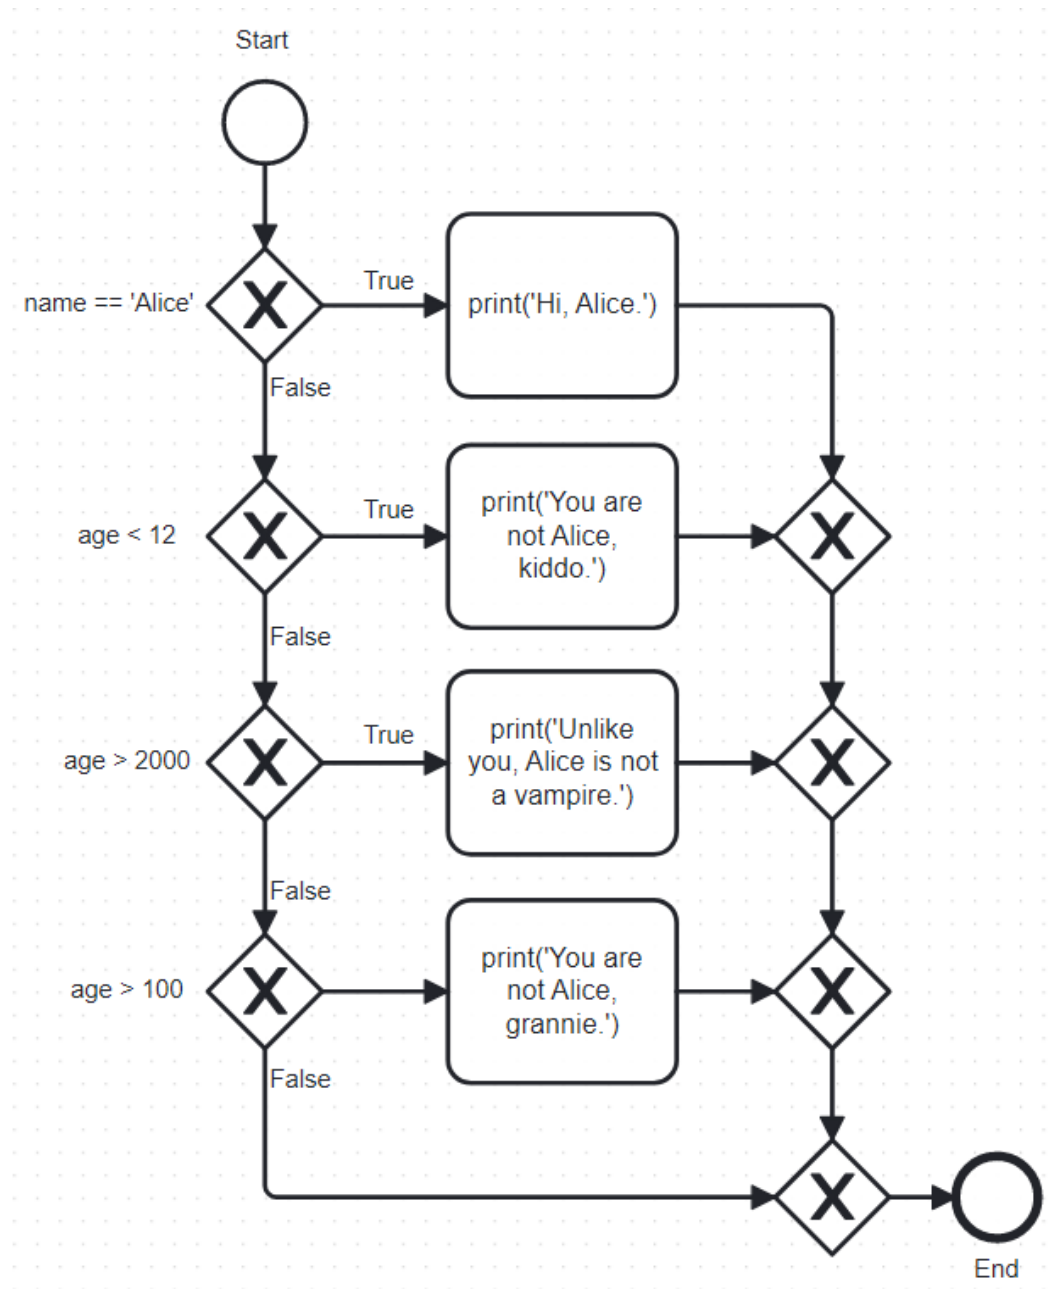 Start
name == 'Alice'
True
print('Hi, Alice.')
False
age < 12
True
print('You are
not Alice,
kiddo.')
False
age > 2000
True
print('Unlike
you, Alice is not
a vampire.')
False
age > 100
print('You are
not Alice,
grannie.')
False
End